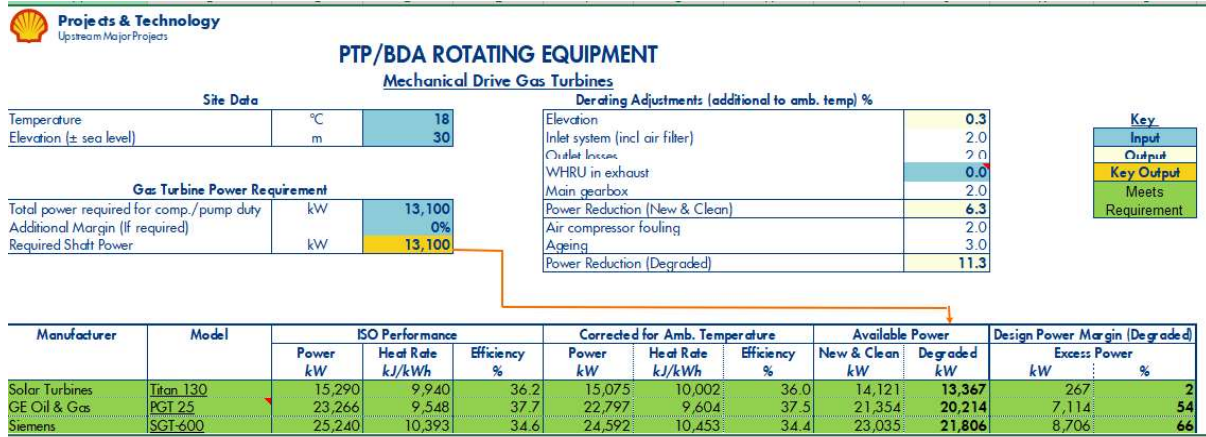 Projects & Technology
Upstream Major Projects
PTP/BDA ROTATING EQUIPMENT
Mechanical Drive Gas Turbines
Site Data
Temperature °C 18
Elevation (± sea level) m 30
Gas Turbine Power Requirement
Total power required for comp./pump duty kW 13,100
Additional Margin (If required) 0%
Required Shaft Power kW 13,100
Derating Adjustments (additional to amb. temp) %
Elevation 0.3
Inlet system (incl air filter) 2.0
Outlet losses 2.0
WHRU in exhaust 0.0
Main gearbox 2.0
Power Reduction (New & Clean) 6.3
Air compressor fouling 2.0
Ageing 3.0
Power Reduction (Degraded) 11.3
Key
Input
Output
Key Output
Meets
Requirement
Manufacturer Model ISO Performance Corrected for Amb. Temperature Available Power Design Power Margin (Degraded)
Power Heat Rate Efficiency Power Heat Rate Efficiency New & Clean Degraded Excess Power
kW kJ/kWh % kW kJ/kWh % kW kW kW %
Solar Turbines Titan 130 15,290 9,940 36.2 15,075 10,002 36.0 14,121 13,367 267 2
GE Oil & Gas PGT 25 23,266 9,548 37.7 22,797 9,604 37.5 21,354 20,214 7,114 54
Siemens SGT-600 25,240 10,393 34.6 24,592 10,453 34.4 23,035 21,806 8,706 66